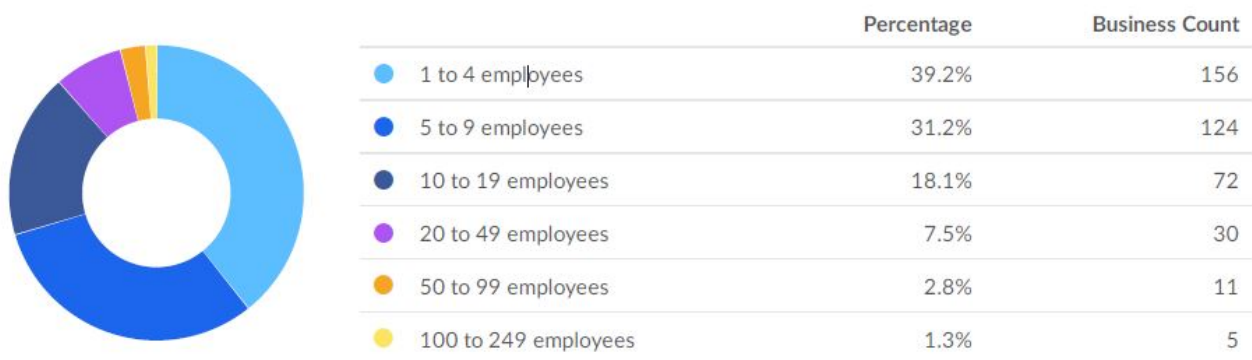 Percentage Business Count
1 to 4 employees 39.2% 156
5 to 9 employees 31.2% 124
10 to 19 employees 18.1% 72
20 to 49 employees 7.5% 30
50 to 99 employees 2.8% 11
100 to 249 employees 1.3% 5